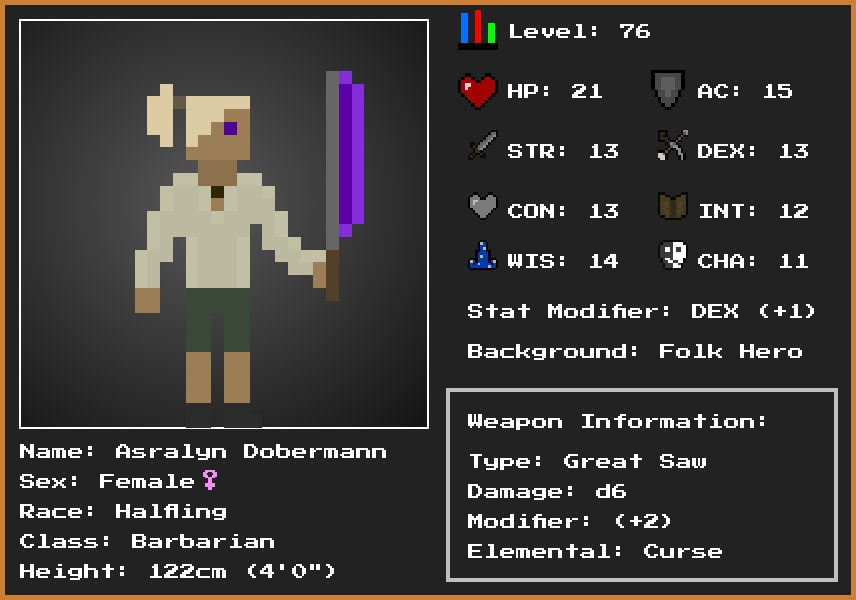 Level: 76
HP: 21 AC: 15
STR: 13 DEX: 13
CON: 13 INT: 12
WIS: 14 CHA: 11
Stat Modifier: DEX (+1)
Background: Folk Hero
Weapon Information:
Type: Great Saw
Damage: d6
Modifier: (+2)
Elemental: Curse
Name: Asralyn Dobermann
Sex: Female♀
Race: Halfling
Class: Barbarian
Height: 122cm (4'0")